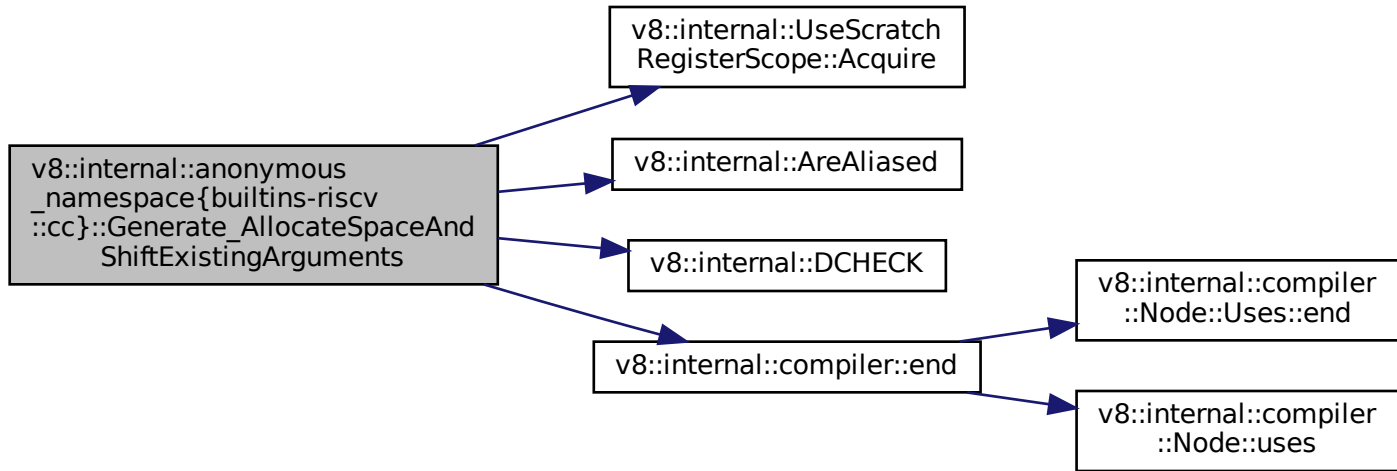 v8::internal::anonymous
_namespace{builtins-riscv
::cc}::Generate_AllocateSpaceAnd
ShiftExistingArguments
v8::internal::UseScratch
RegisterScope::Acquire
v8::internal::AreAliased
v8::internal::DCHECK
v8::internal::compiler::end
v8::internal::compiler
::Node::Uses::end
v8::internal::compiler
::Node::uses